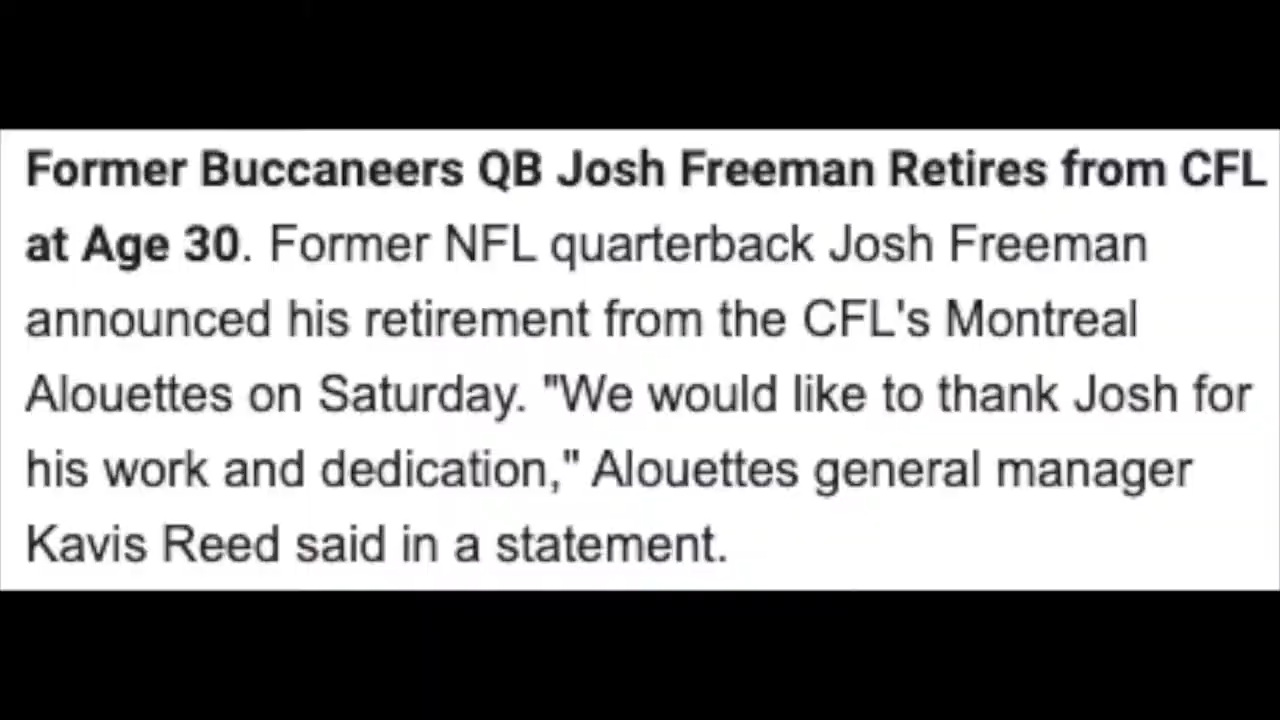 Former Buccaneers QB Josh Freeman Retires from CFL
at Age 30. Former NFL quarterback Josh Freeman
announced his retirement from the CFL's Montreal
Alouettes on Saturday. "We would like to thank Josh for
his work and dedication," Alouettes general manager
Kavis Reed said in a statement.